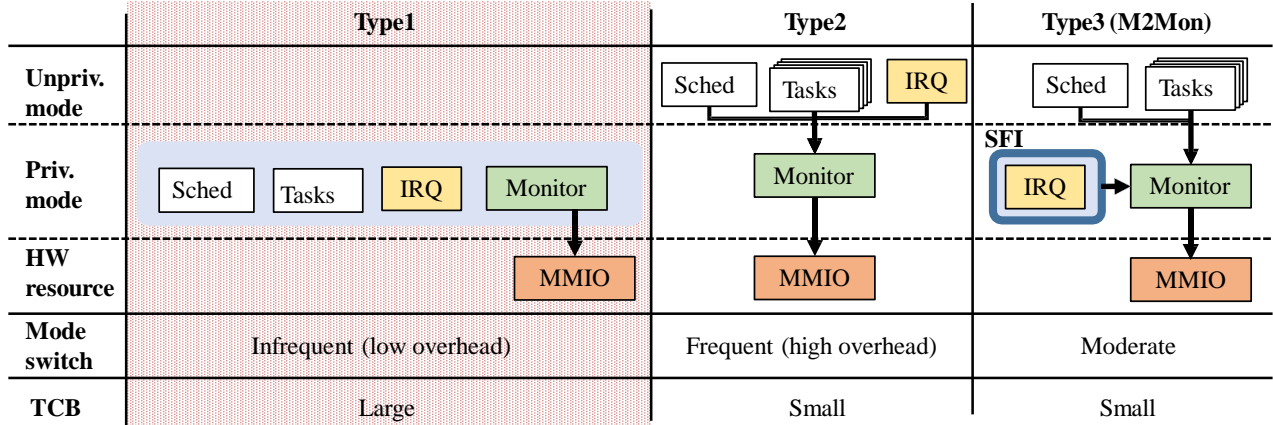 Type1 Type2 Type3 (M2Mon)
Unpriv.
mode
Sched Tasks IRQ Sched Tasks
Priv.
mode
Sched Tasks IRQ Monitor Monitor SFI IRQ Monitor
HW
resource
MMIO MMIO MMIO
Mode
switch
Infrequent (low overhead) Frequent (high overhead) Moderate
TCB Large Small Small